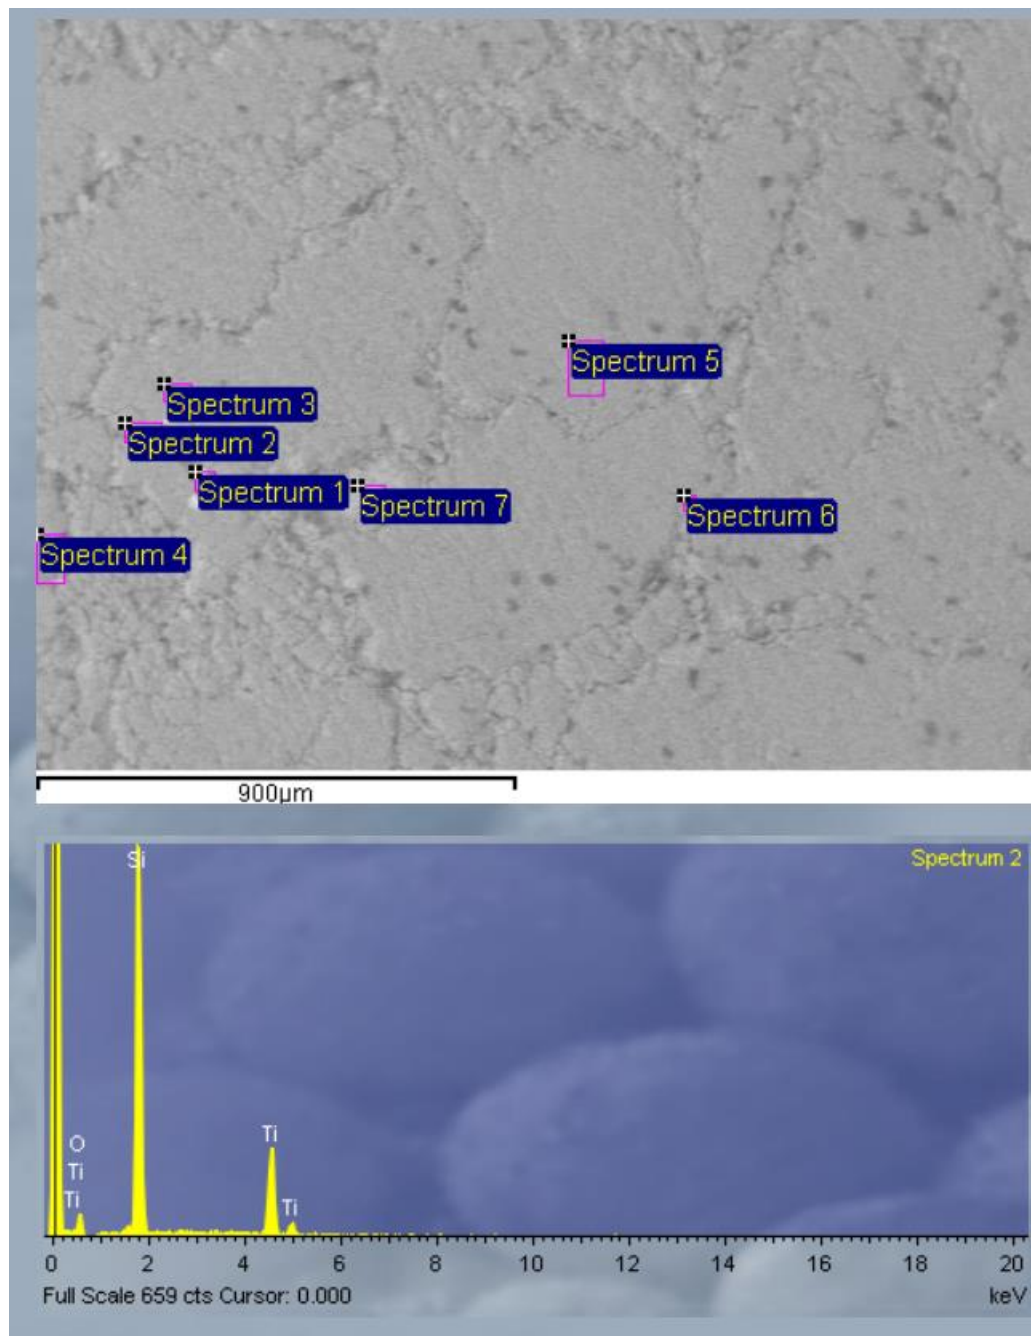 Spectrum 5
Spectrum 3
Spectrum 2
Spectrum 1
Spectrum 7
Spectrum 6
Spectrum 4
900µm
Spectrum 2
Si
O
Ti
Ti
Ti
Ti
0 2 4 6 8 10 12 14 16 18 20
Full Scale 659 cts Cursor: 0.000 keV